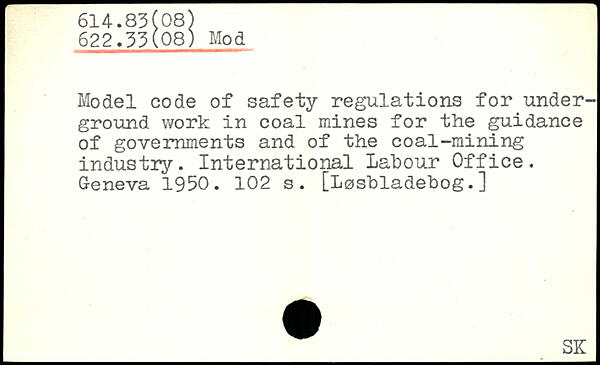 614.83(08)
622.33(08) Mod
Model code of safety regulations for under-
ground work in coal mines for the guidance
of governments and of the coal-mining
industry. International Labour Office.
Geneva 1950. 102 s. [Løsbladebog.]
SK